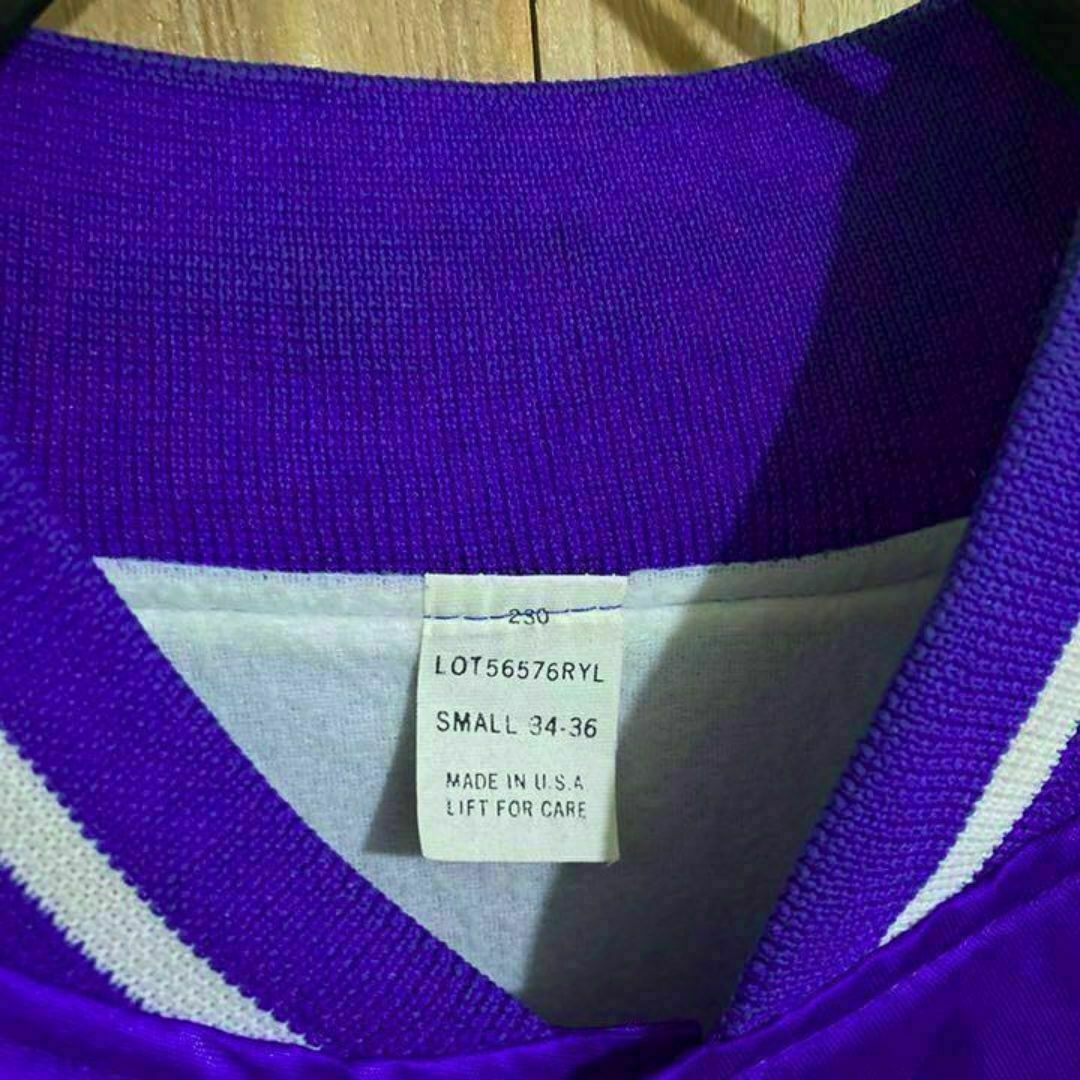 230
LOT56576RYL
SMALL 34-36
MADE IN U.S.A
LIFT FOR CARE